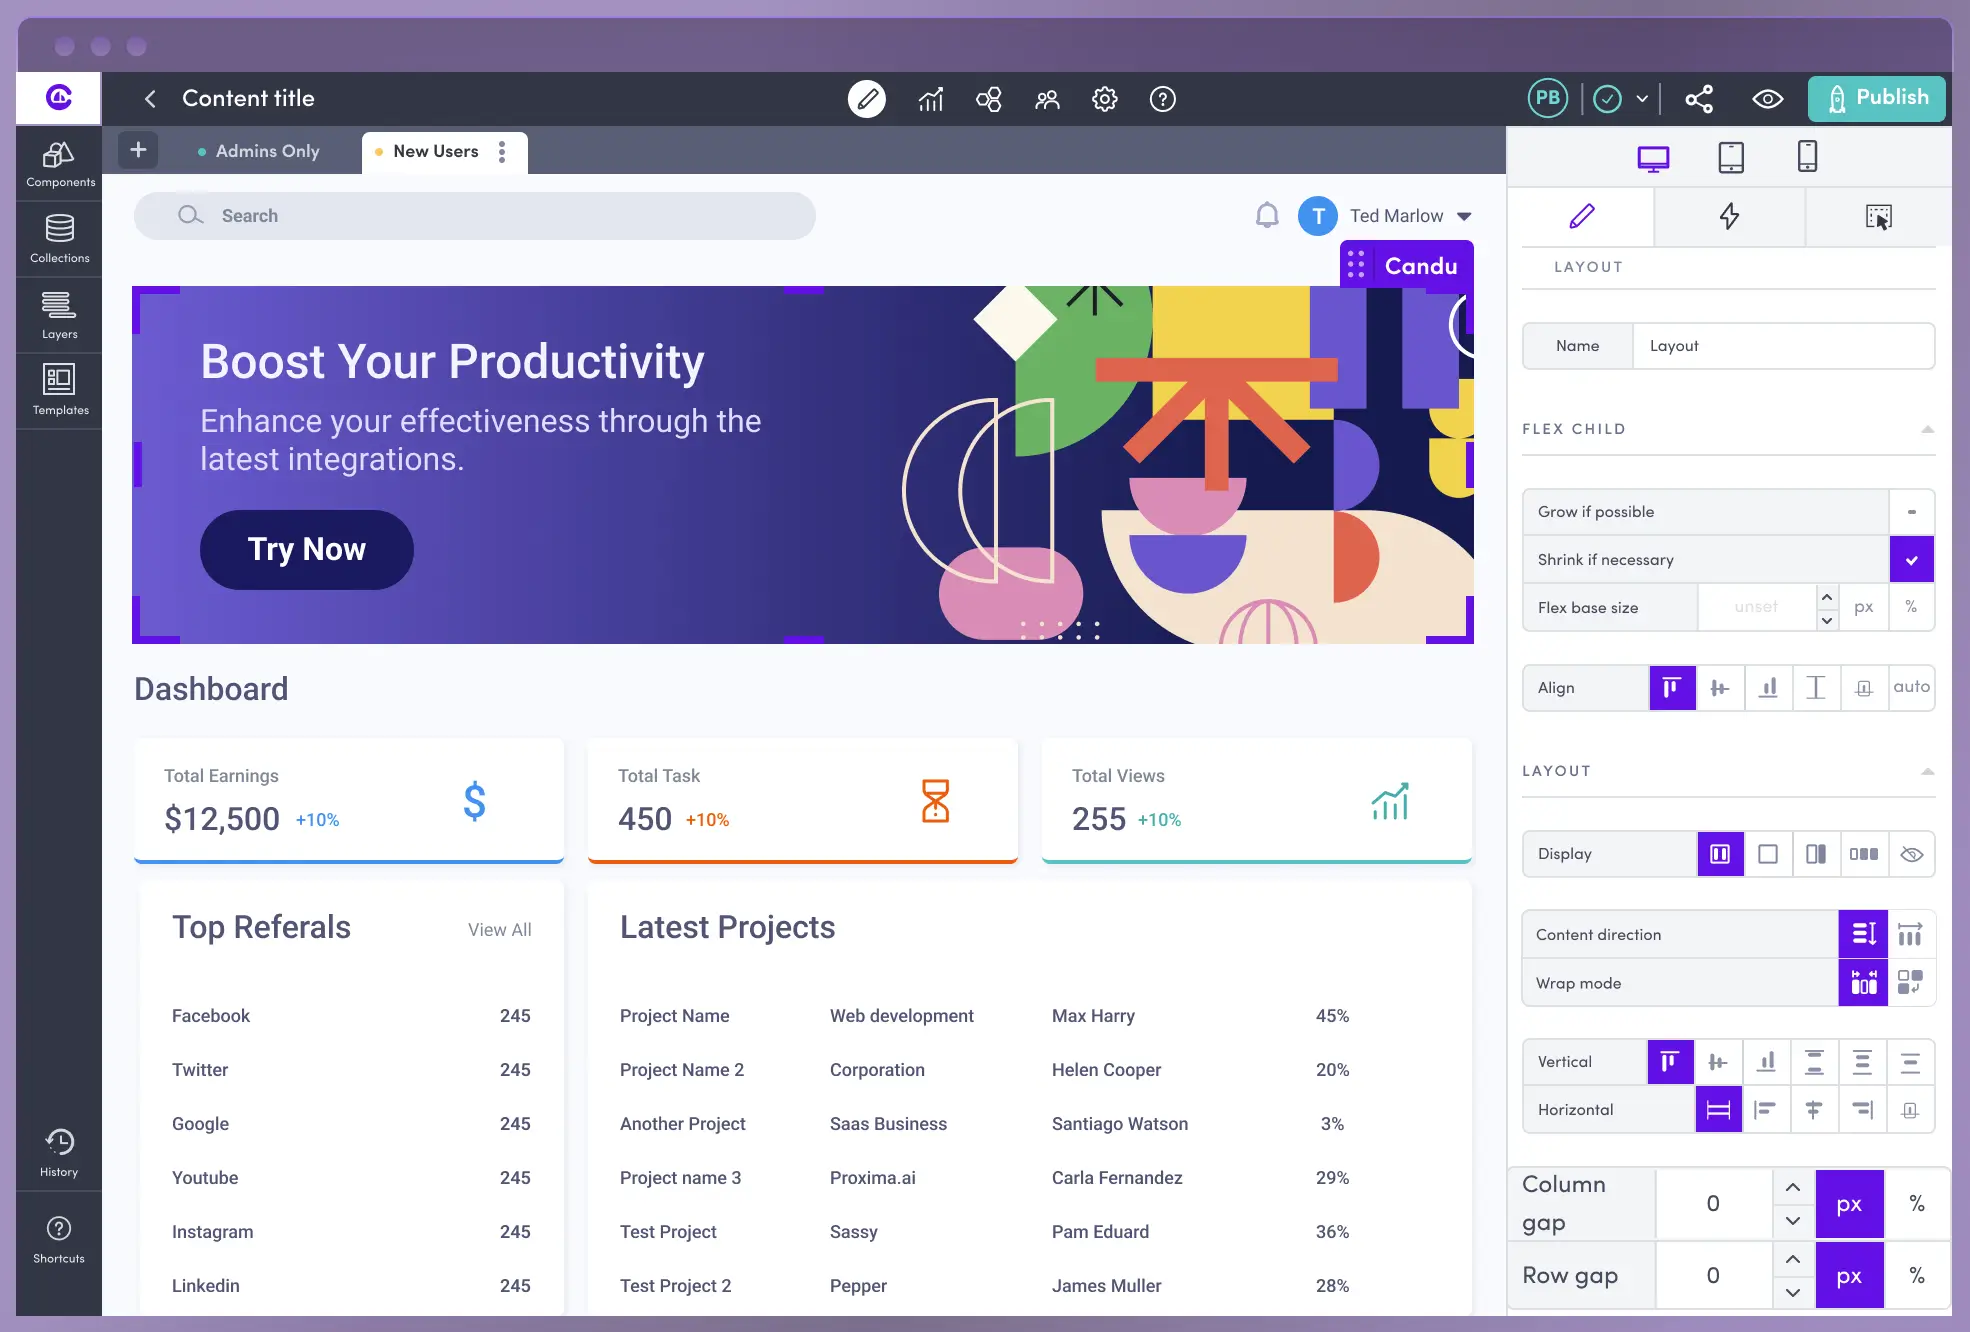 Content title
PB
Publish
Components
Collections
Layers
Templates
History
Shortcuts
Admins Only
New Users
Search
T
Ted Marlow
Candu
Boost Your Productivity
Enhance your effectiveness through the
latest integrations.
Try Now
Dashboard
Total Earnings
$12,500 +10%
$
Total Task
450 +10%
Total Views
255 +10%
Top Referals
View All
Facebook 245
Twitter 245
Google 245
Youtube 245
Instagram 245
Linkedin 245
Latest Projects
Project Name Web development Max Harry 45%
Project Name 2 Corporation Helen Cooper 20%
Another Project Saas Business Santiago Watson 3%
Project name 3 Proxima.ai Carla Fernandez 29%
Test Project Sassy Pam Eduard 36%
Test Project 2 Pepper James Muller 28%
LAYOUT
Name Layout
FLEX CHILD
Grow if possible -
Shrink if necessary
Flex base size unset px %
Align auto
LAYOUT
Display
Content direction
Wrap mode
Vertical
Horizontal
Column
gap 0 px %
Row gap 0 px %